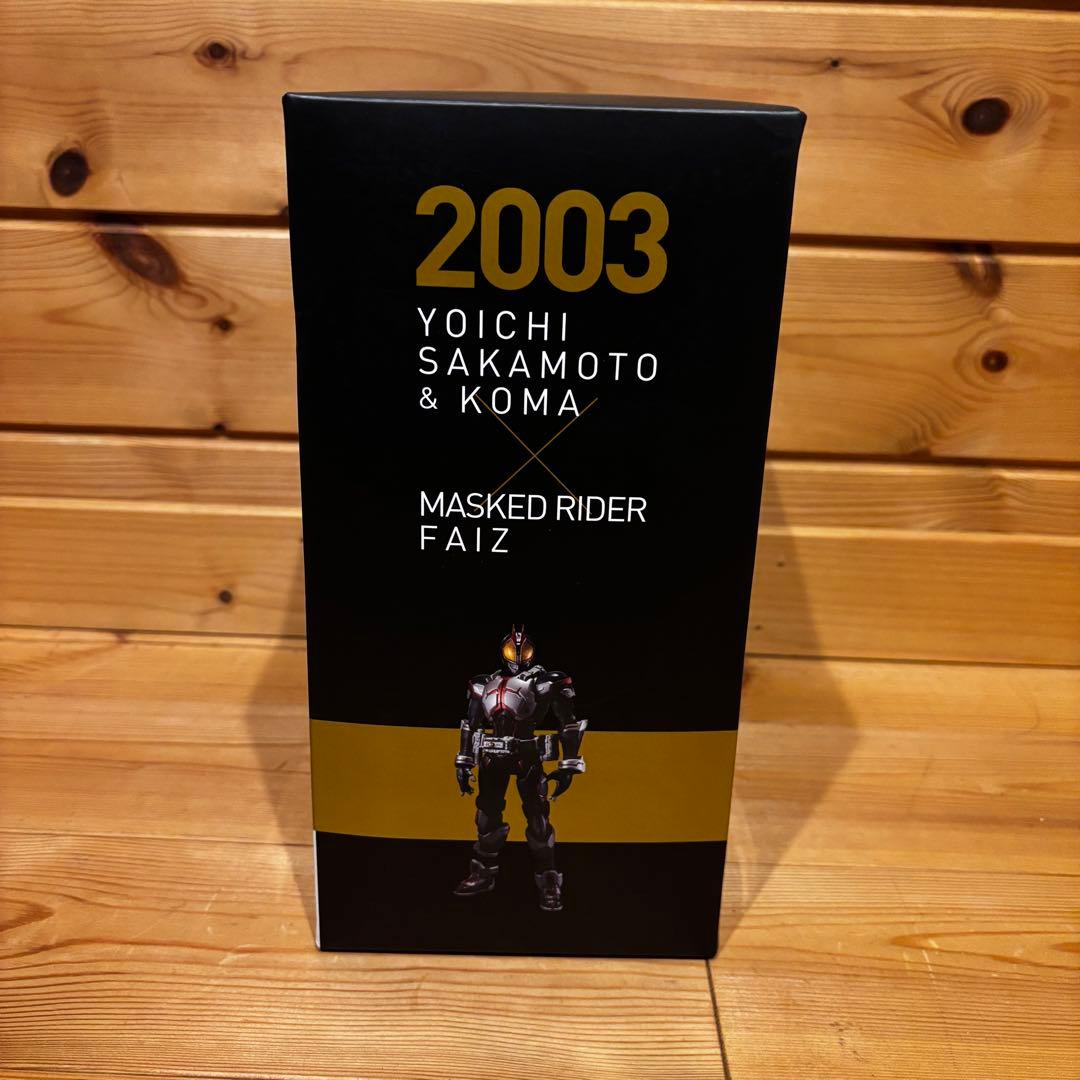 2003
YOICHI
SAKAMOTO
& KOMA
MASKED RIDER
FAIZ